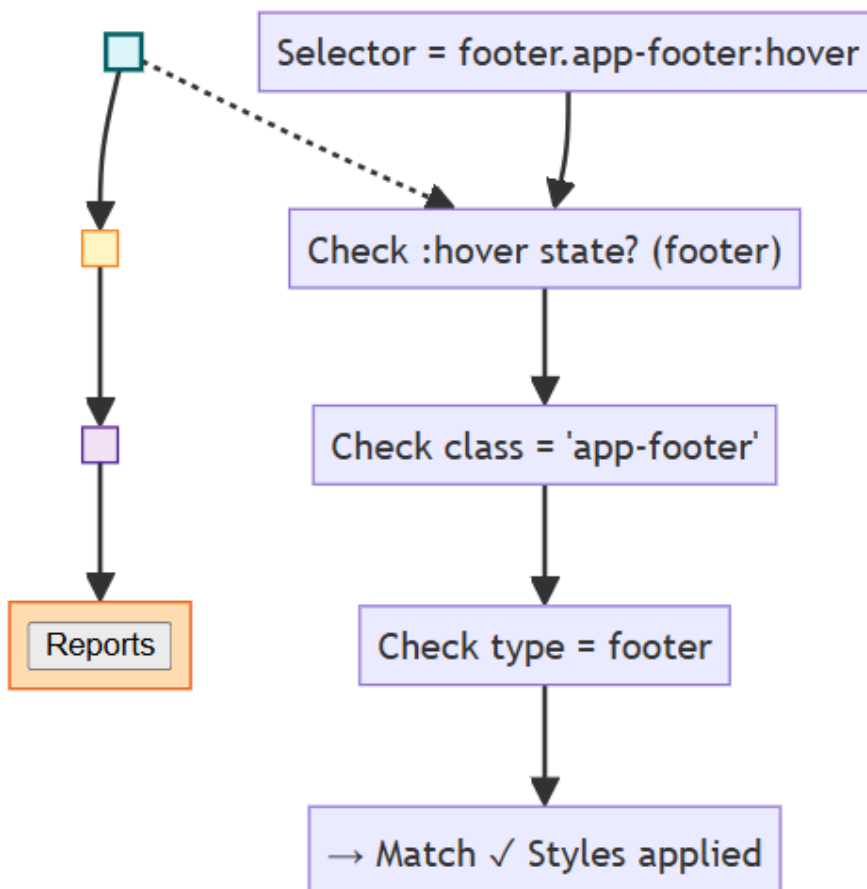 Selector = footer.app-footer:hover
Check :hover state? (footer)
Check class = 'app-footer'
Check type = footer
Reports
→ Match ✓ Styles applied